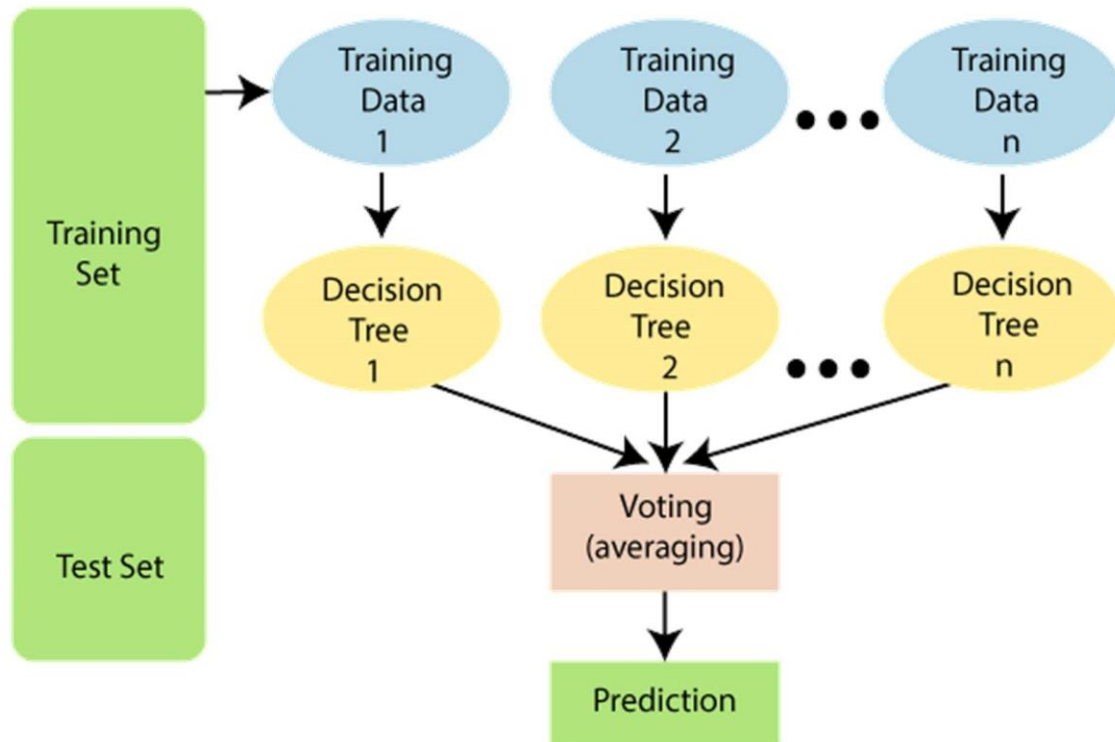 Training
Set
Training
Data
1
Training
Data
2
Training
Data
n
Decision
Tree
1
Decision
Tree
2
Decision
Tree
n
Test Set
Voting
(averaging)
Prediction